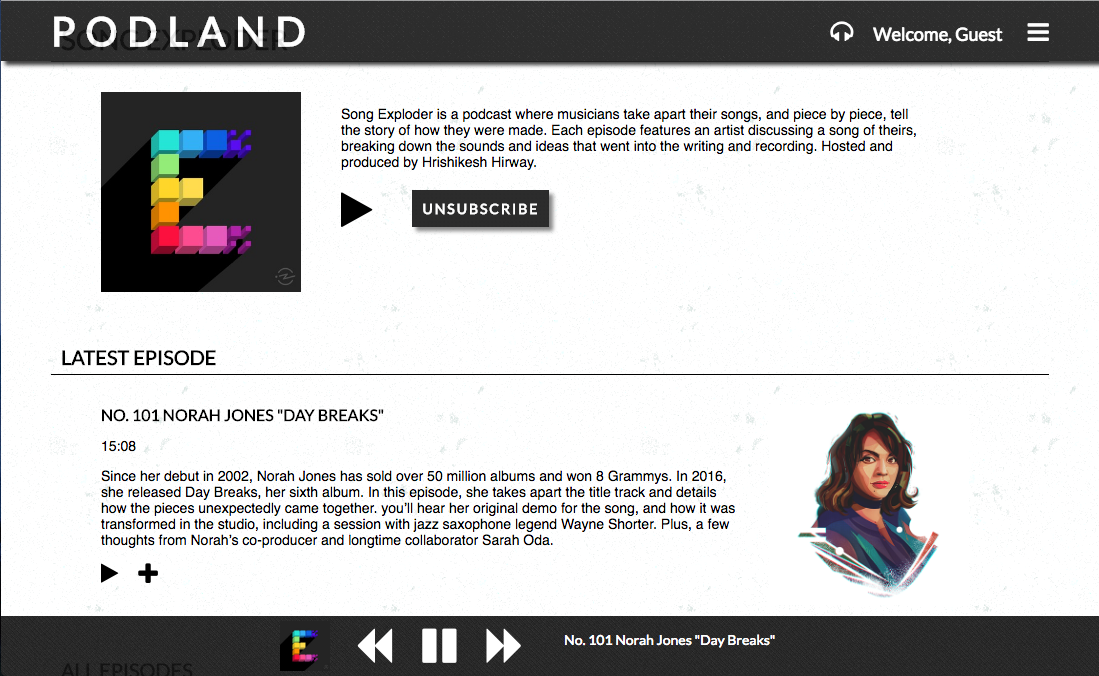 PODLAND
SONG EXPLODER
Welcome, Guest
Song Exploder is a podcast where musicians take apart their songs, and piece by piece, tell
the story of how they were made. Each episode features an artist discussing a song of theirs,
breaking down the sounds and ideas that went into the writing and recording. Hosted and
produced by Hrishikesh Hirway.
UNSUBSCRIBE
LATEST EPISODE
NO. 101 NORAH JONES "DAY BREAKS"
15:08
Since her debut in 2002, Norah Jones has sold over 50 million albums and won 8 Grammys. In 2016,
she released Day Breaks, her sixth album. In this episode, she takes apart the title track and details
how the pieces unexpectedly came together. you’ll hear her original demo for the song, and how it was
transformed in the studio, including a session with jazz saxophone legend Wayne Shorter. Plus, a few
thoughts from Norah’s co-producer and longtime collaborator Sarah Oda.
No. 101 Norah Jones "Day Breaks"
ALL EPISODES